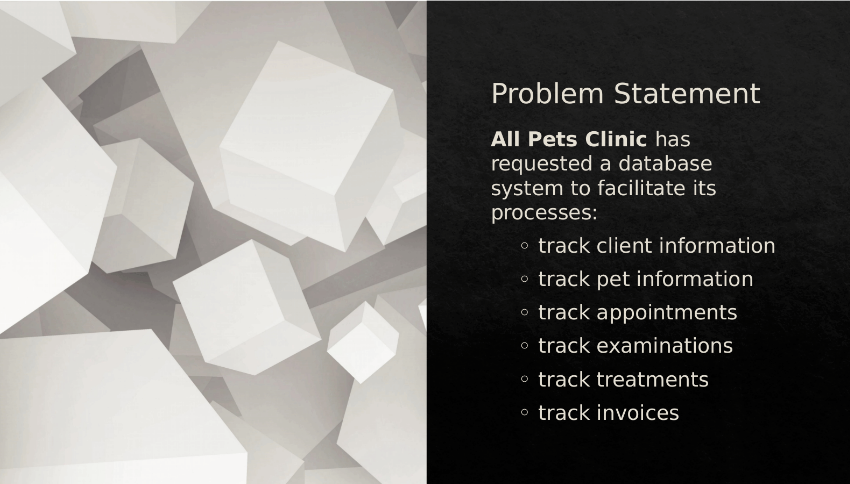 Problem Statement
All Pets Clinic has
requested a database
system to facilitate its
processes:
◦ track client information
◦ track pet information
◦ track appointments
◦ track examinations
◦ track treatments
◦ track invoices